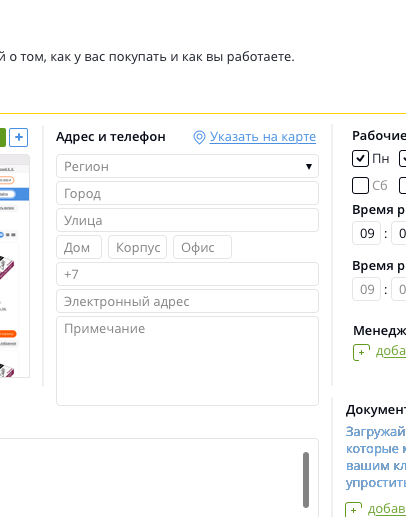 й о том, как у вас покупать и как вы работаете.
Адрес и телефон
Указать на карте
Регион
Город
Улица
Дом Корпус Офис
+7
Электронный адрес
Примечание
Рабочие
Пн
Сб
Время р
09 : 0
Время р
09 : 0
Менедж
доба
Документ
Загружай
которые м
вашим кл
упростить
добав